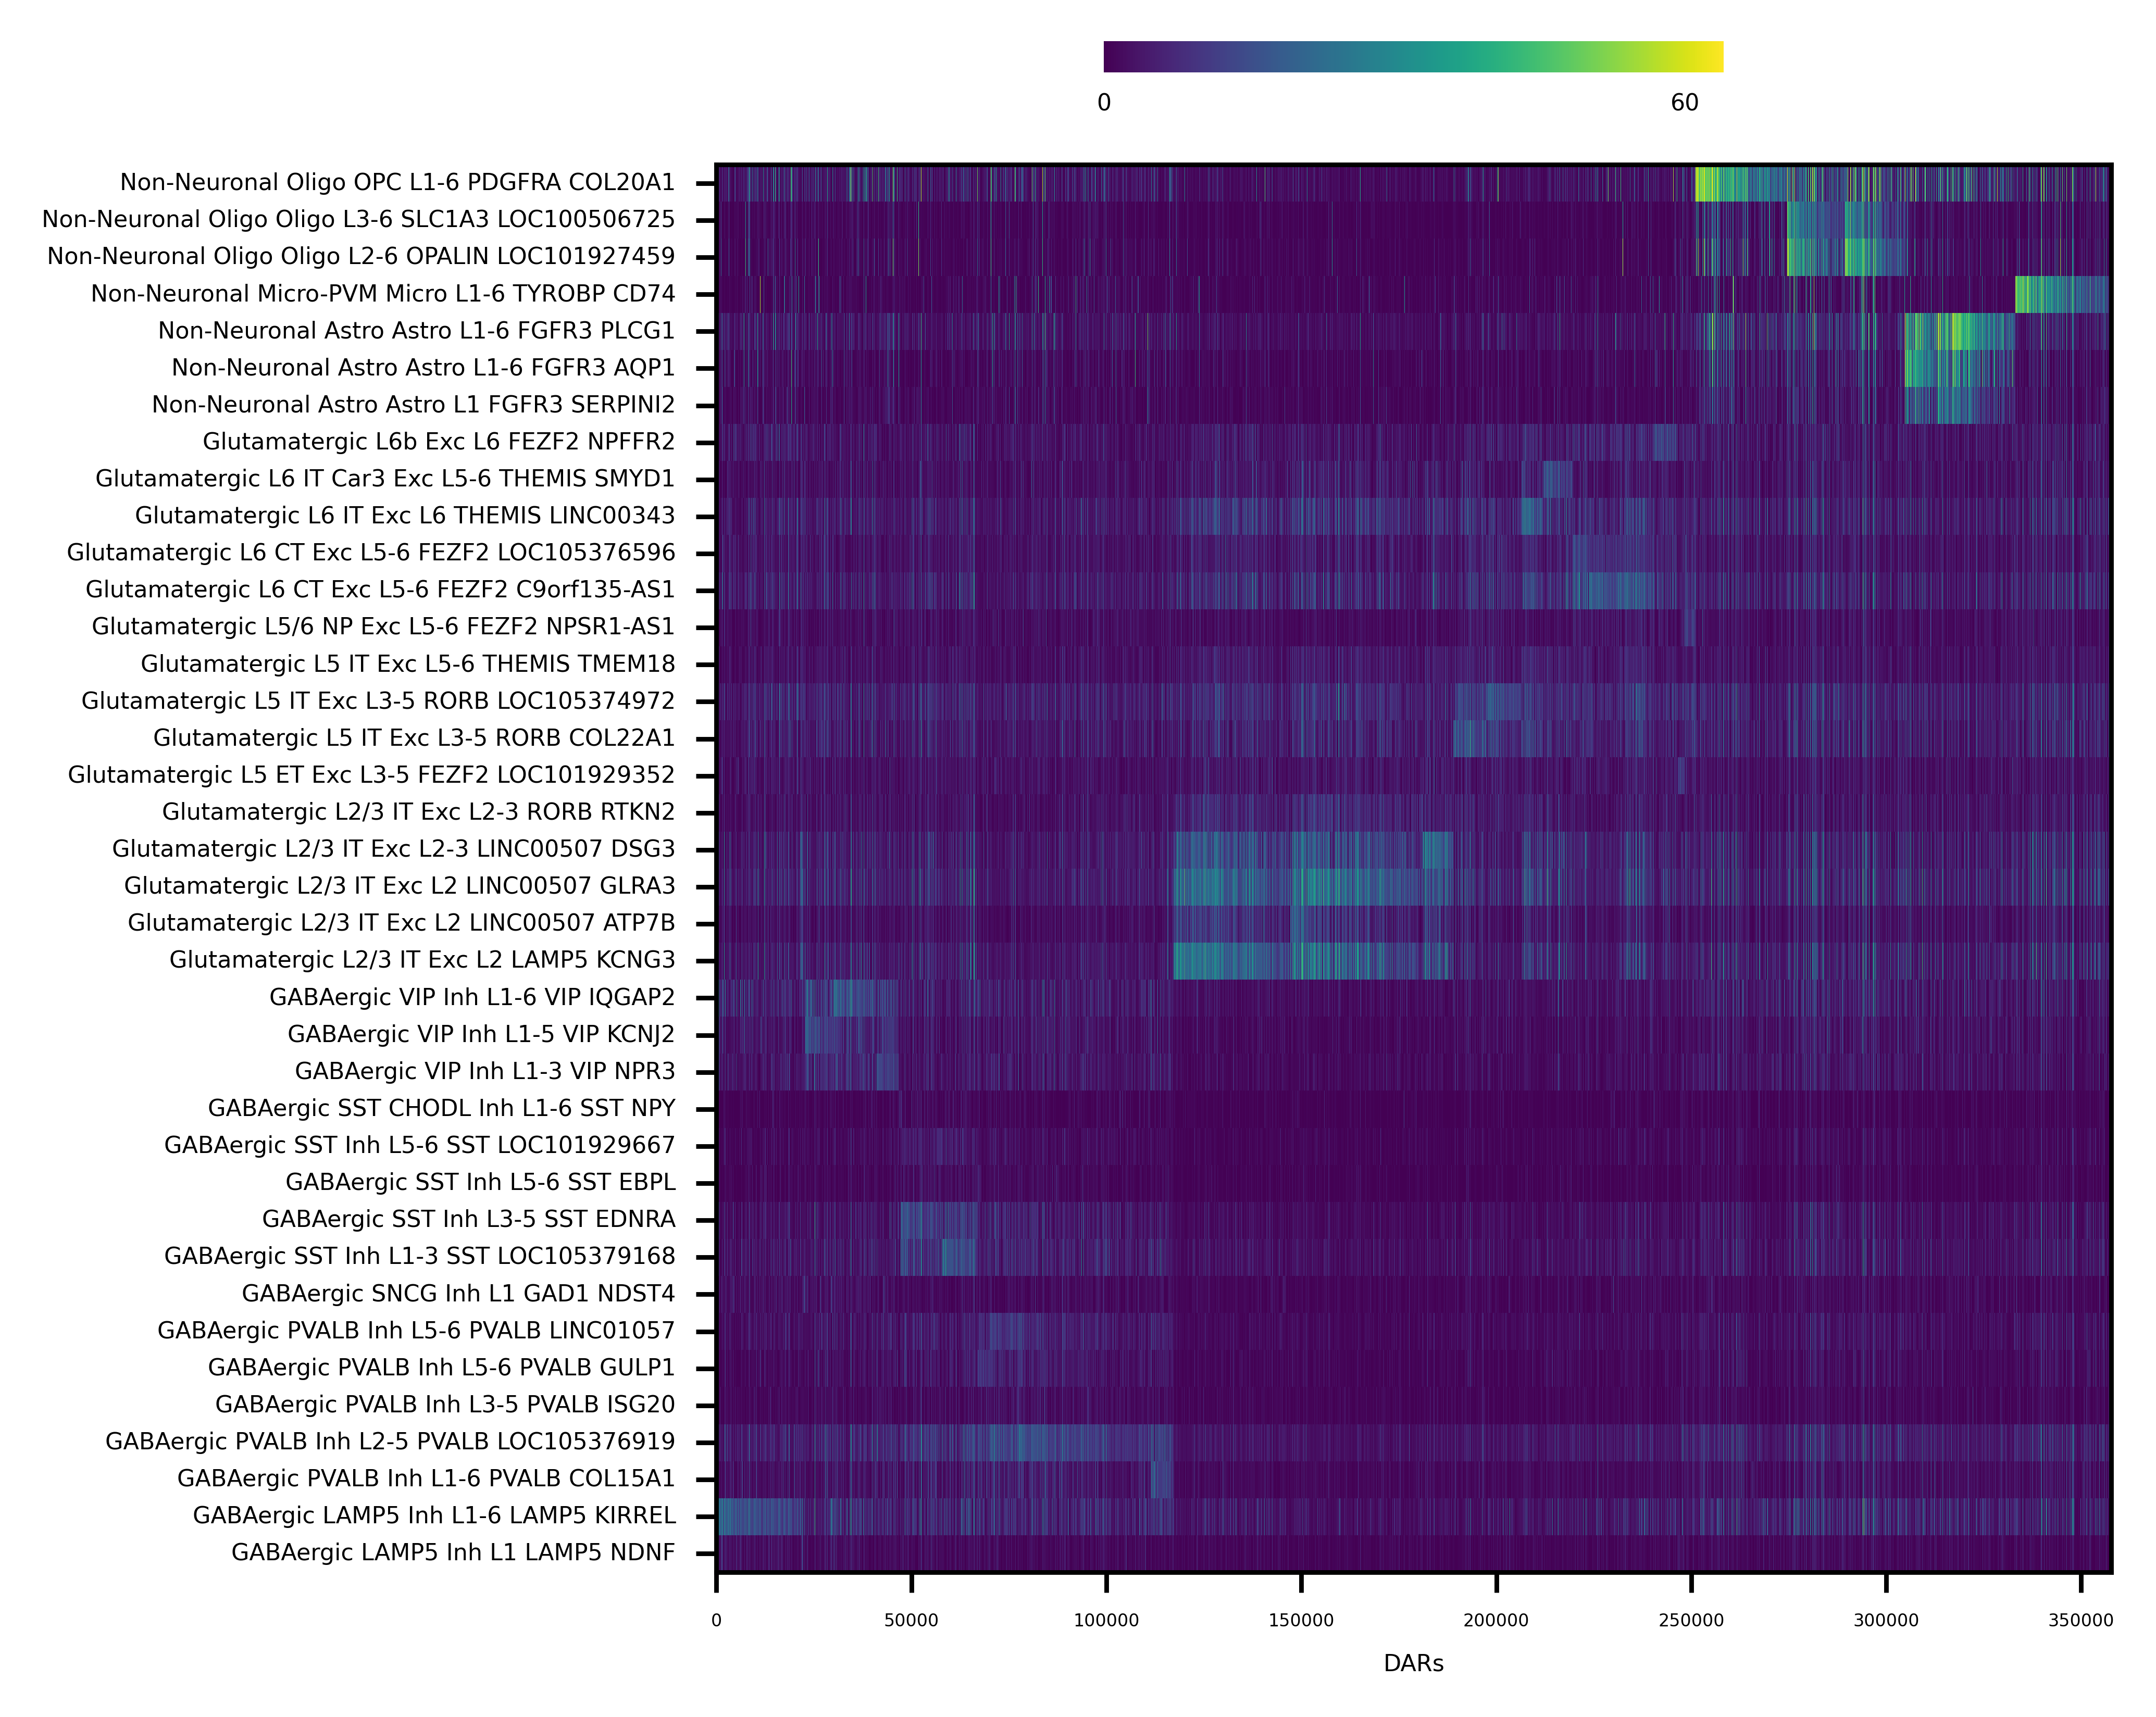 0 60
Non-Neuronal Oligo OPC L1-6 PDGFRA COL20A1
Non-Neuronal Oligo Oligo L3-6 SLC1A3 LOC100506725
Non-Neuronal Oligo Oligo L2-6 OPALIN LOC101927459
Non-Neuronal Micro-PVM Micro L1-6 TYROBP CD74
Non-Neuronal Astro Astro L1-6 FGFR3 PLCG1
Non-Neuronal Astro Astro L1-6 FGFR3 AQP1
Non-Neuronal Astro Astro L1 FGFR3 SERPINI2
Glutamatergic L6b Exc L6 FEZF2 NPFFR2
Glutamatergic L6 IT Car3 Exc L5-6 THEMIS SMYD1
Glutamatergic L6 IT Exc L6 THEMIS LINC00343
Glutamatergic L6 CT Exc L5-6 FEZF2 LOC105376596
Glutamatergic L6 CT Exc L5-6 FEZF2 C9orf135-AS1
Glutamatergic L5/6 NP Exc L5-6 FEZF2 NPSR1-AS1
Glutamatergic L5 IT Exc L5-6 THEMIS TMEM18
Glutamatergic L5 IT Exc L3-5 RORB LOC105374972
Glutamatergic L5 IT Exc L3-5 RORB COL22A1
Glutamatergic L5 ET Exc L3-5 FEZF2 LOC101929352
Glutamatergic L2/3 IT Exc L2-3 RORB RTKN2
Glutamatergic L2/3 IT Exc L2-3 LINC00507 DSG3
Glutamatergic L2/3 IT Exc L2 LINC00507 GLRA3
Glutamatergic L2/3 IT Exc L2 LINC00507 ATP7B
Glutamatergic L2/3 IT Exc L2 LAMP5 KCNG3
GABAergic VIP Inh L1-6 VIP IQGAP2
GABAergic VIP Inh L1-5 VIP KCNJ2
GABAergic VIP Inh L1-3 VIP NPR3
GABAergic SST CHODL Inh L1-6 SST NPY
GABAergic SST Inh L5-6 SST LOC101929667
GABAergic SST Inh L5-6 SST EBPL
GABAergic SST Inh L3-5 SST EDNRA
GABAergic SST Inh L1-3 SST LOC105379168
GABAergic SNCG Inh L1 GAD1 NDST4
GABAergic PVALB Inh L5-6 PVALB LINC01057
GABAergic PVALB Inh L5-6 PVALB GULP1
GABAergic PVALB Inh L3-5 PVALB ISG20
GABAergic PVALB Inh L2-5 PVALB LOC105376919
GABAergic PVALB Inh L1-6 PVALB COL15A1
GABAergic LAMP5 Inh L1-6 LAMP5 KIRREL
GABAergic LAMP5 Inh L1 LAMP5 NDNF
0 50000 100000 150000 200000 250000 300000 350000
DARs